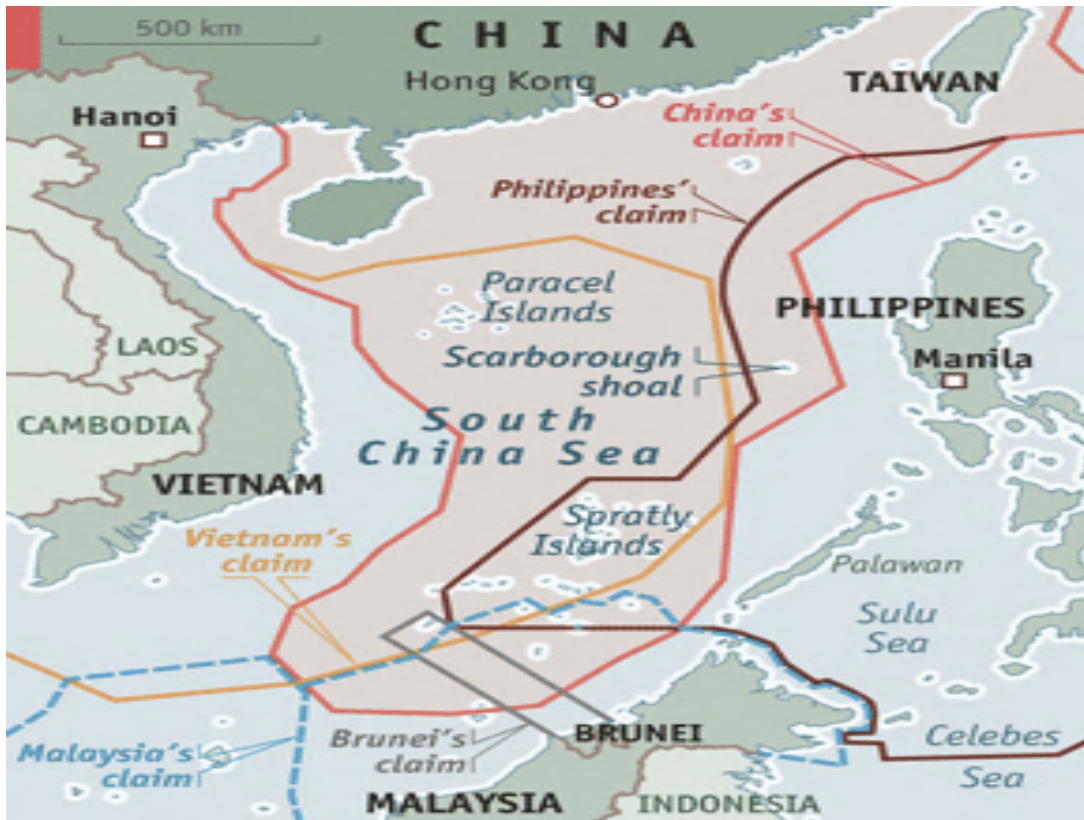 500 km
CHINA
Hong Kong
TAIWAN
Hanoi
China's
claim
Philippines'
claim
Paracel
Islands
PHILIPPINES
LAOS
Scarborough
shoal
Manila
CAMBODIA
South
China Sea
VIETNAM
Spratly
Islands
Vietnam's
claim
Palawan
Sulu
Sea
Malaysia's
claim
Brunei's
claim
BRUNEI
Celebes
Sea
MALAYSIA
INDONESIA